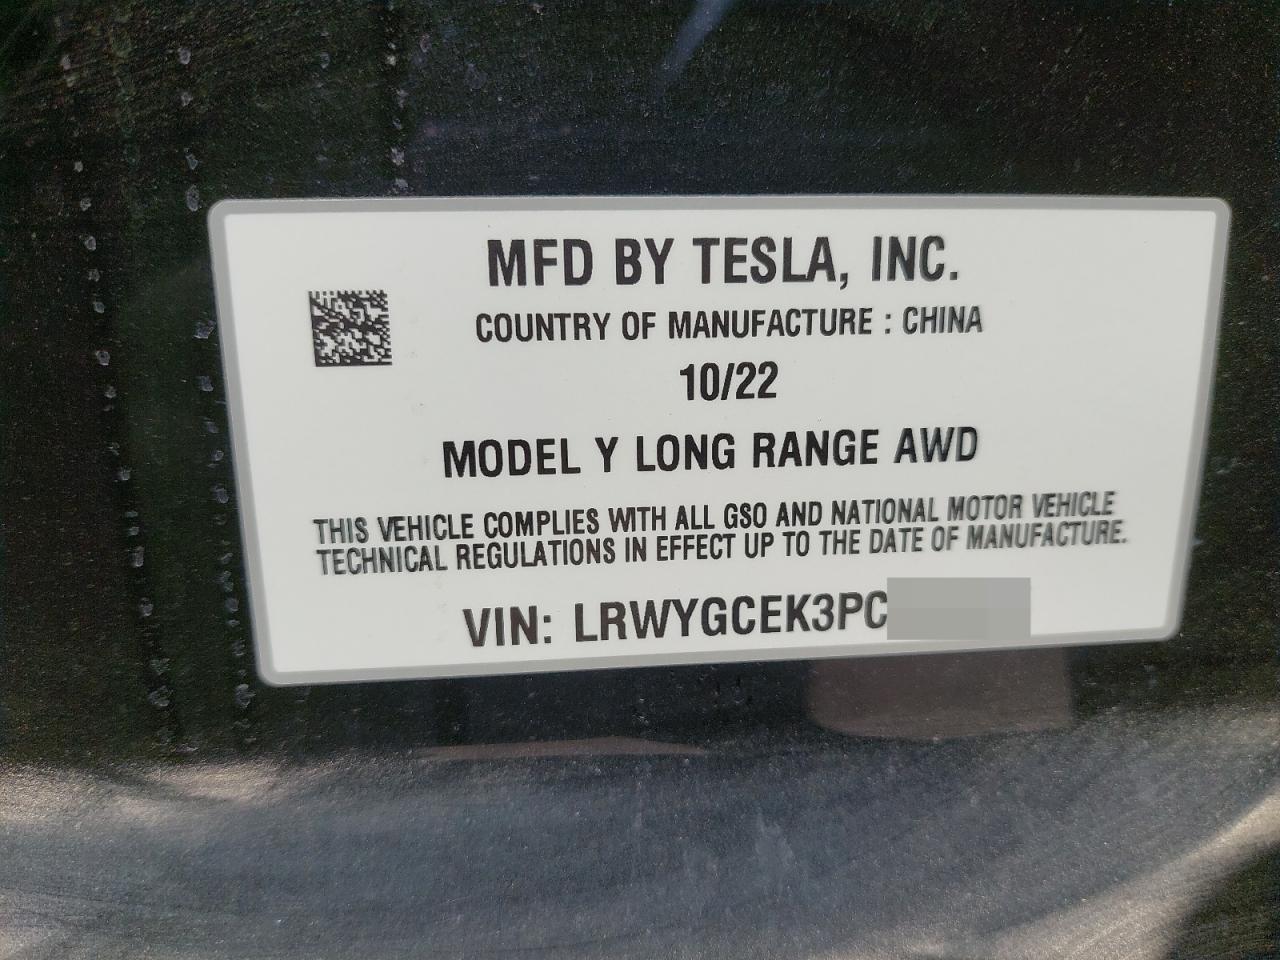 MFD BY TESLA, INC.
COUNTRY OF MANUFACTURE : CHINA
10/22
MODEL Y LONG RANGE AWD
THIS VEHICLE COMPLIES WITH ALL GSO AND NATIONAL MOTOR VEHICLE
TECHNICAL REGULATIONS IN EFFECT UP TO THE DATE OF MANUFACTURE.
VIN: LRWYGCEK3PC